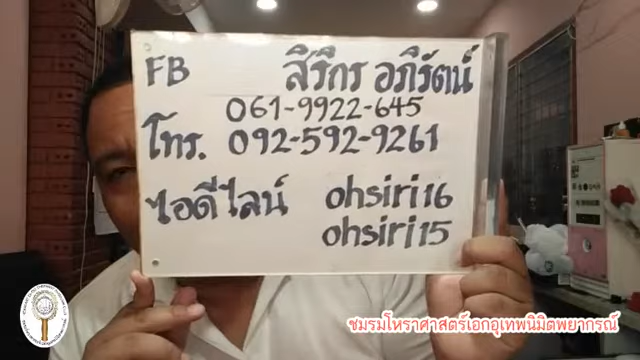 FB สิริกร อภิรัตน์
061-9922-645
โทร. 092-592-9261
ไอดีไลน์ ohsiri16
ohsiri15
ชมรมโหราศาสตร์เอกอุเทพนิมิตพยากรณ์